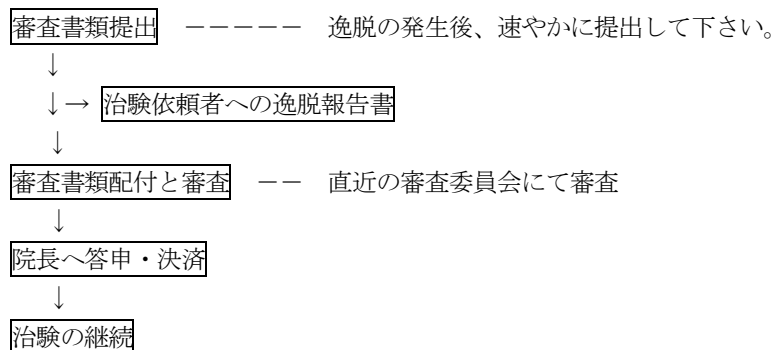 審査書類提出 －－－－－ 逸脱の発生後、速やかに提出して下さい。
↓
↓→ 治験依頼者への逸脱報告書
↓
審査書類配付と審査 －－ 直近の審査委員会にて審査
↓
院長へ答申・決済
↓
治験の継続